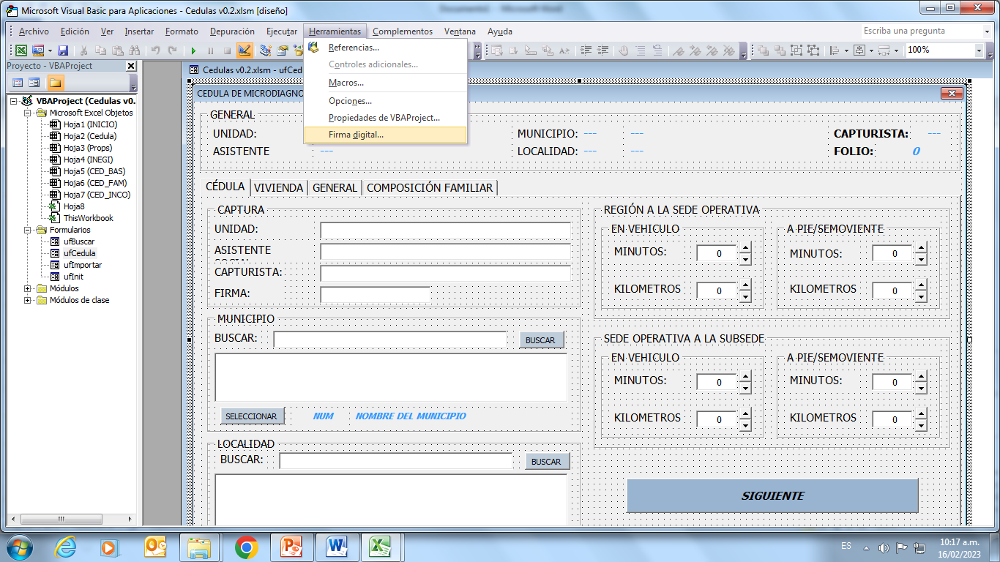 Microsoft Visual Basic para Aplicaciones - Cedulas v0.2.xlsm [diseño]
Archivo Edición Ver Insertar Formato Depuración Ejecutar Herramientas Complementos Ventana Ayuda
Escriba una pregunta
100%
Referencias...
Controles adicionales...
Macros...
Opciones...
Propiedades de VBAProject...
Firma digital...
Proyecto - VBAProject
VBAProject (Cedulas v0.
Microsoft Excel Objetos
Hoja1 (INICIO)
Hoja2 (Cedula)
Hoja3 (Props)
Hoja4 (INEGI)
Hoja5 (CED_BAS)
Hoja6 (CED_FAM)
Hoja7 (CED_INCO)
Hoja8
ThisWorkbook
Formularios
ufBuscar
ufCedula
ufImportar
ufInit
Módulos
Módulos de clase
Cedulas v0.2.xlsm - ufCed
CEDULA DE MICRODIAGNO
GENERAL
UNIDAD:
MUNICIPIO: --- ---
CAPTURISTA: ---
ASISTENTE ---
LOCALIDAD: --- ---
FOLIO: 0
CÉDULA VIVIENDA GENERAL COMPOSICIÓN FAMILIAR
CAPTURA
UNIDAD:
ASISTENTE
CAPTURISTA:
FIRMA:
MUNICIPIO
BUSCAR: BUSCAR
SELECCIONAR NUM NOMBRE DEL MUNICIPIO
LOCALIDAD
BUSCAR: BUSCAR
REGIÓN A LA SEDE OPERATIVA
EN VEHICULO
MINUTOS: 0
KILOMETROS 0
A PIE/SEMOVIENTE
MINUTOS: 0
KILOMETROS 0
SEDE OPERATIVA A LA SUBSEDE
EN VEHICULO
MINUTOS: 0
KILOMETROS 0
A PIE/SEMOVIENTE
MINUTOS: 0
KILOMETROS 0
SIGUIENTE
ES
10:17 a.m.
16/02/2023